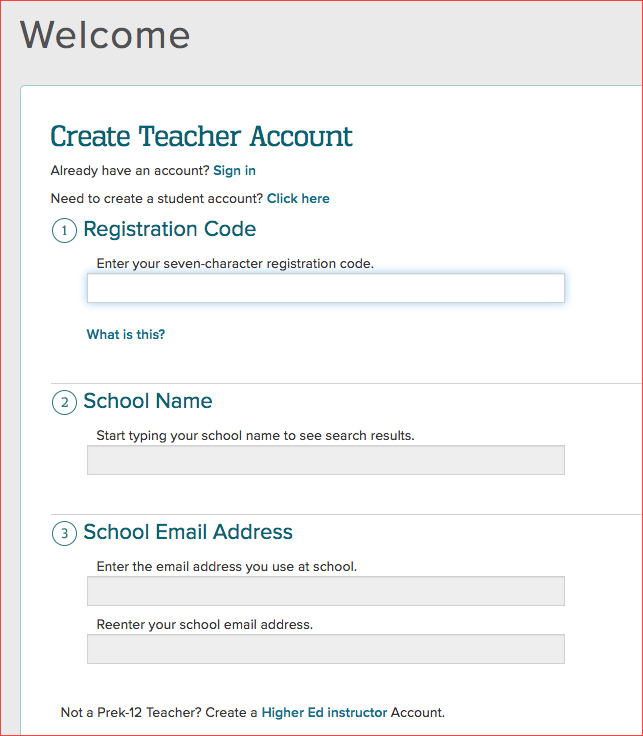 Welcome
Create Teacher Account
Already have an account? Sign in
Need to create a student account? Click here
1 Registration Code
Enter your seven-character registration code.
What is this?
2 School Name
Start typing your school name to see search results.
3 School Email Address
Enter the email address you use at school.
Reenter your school email address.
Not a Prek-12 Teacher? Create a Higher Ed instructor Account.